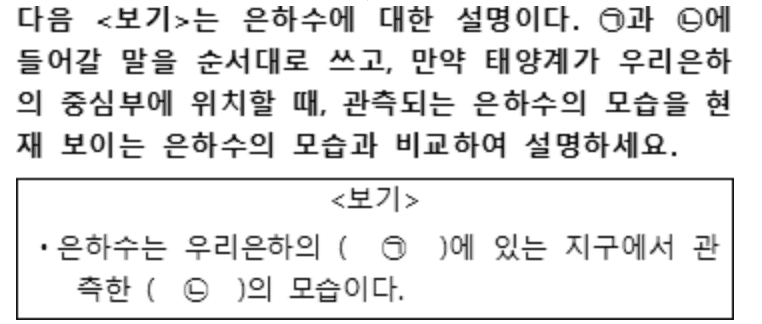 다음 <보기>는 은하수에 대한 설명이다. ㉠과 ㉡에
들어갈 말을 순서대로 쓰고, 만약 태양계가 우리은하
의 중심부에 위치할 때, 관측되는 은하수의 모습을 현
재 보이는 은하수의 모습과 비교하여 설명하세요.
<보기>
•은하수는 우리은하의 ( ㉠ )에 있는 지구에서 관
측한 ( ㉡ )의 모습이다.